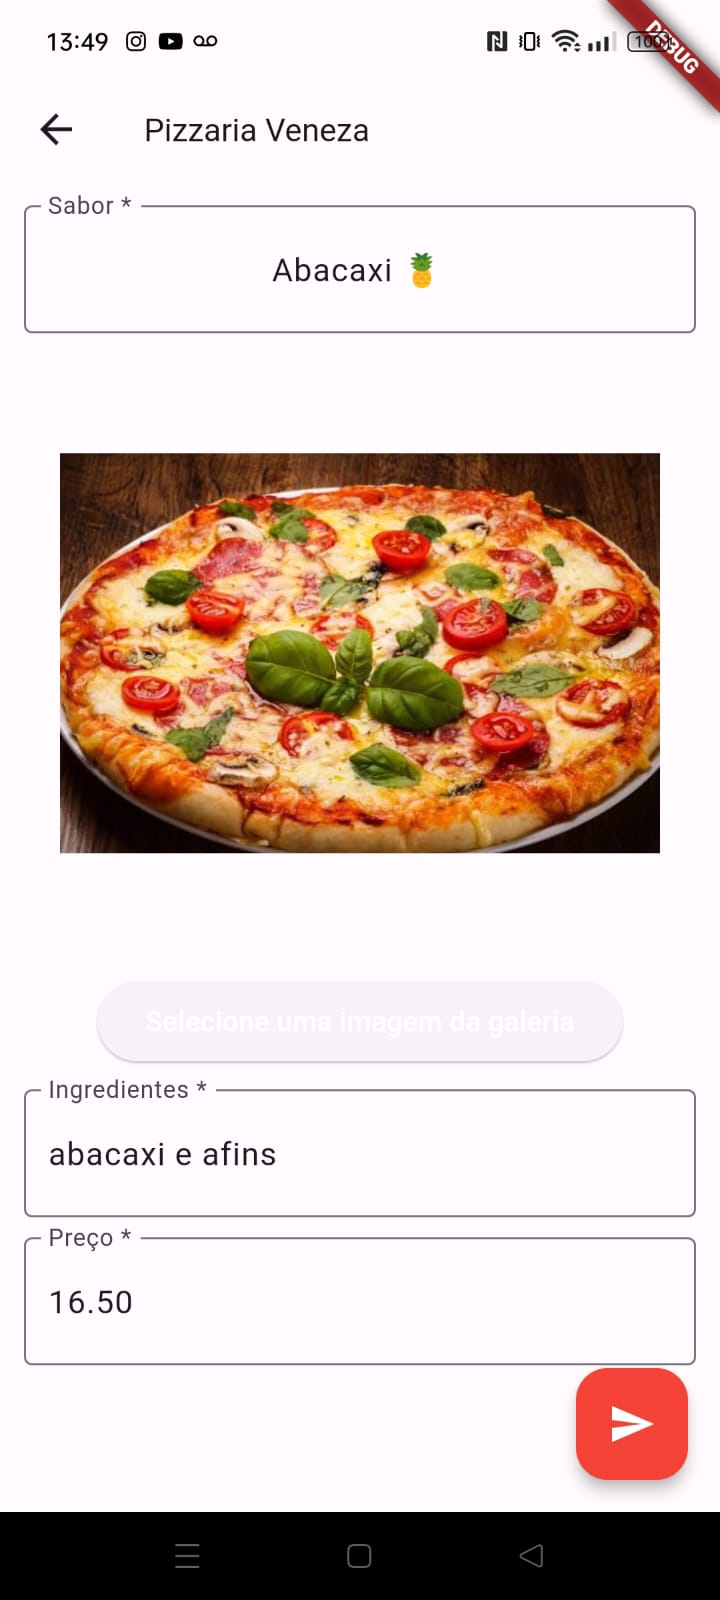 13:49
100
DEBUG
Pizzaria Veneza
Sabor *
Abacaxi 🍍
Selecione uma imagem da galeria
Ingredientes *
abacaxi e afins
Preço *
16.50